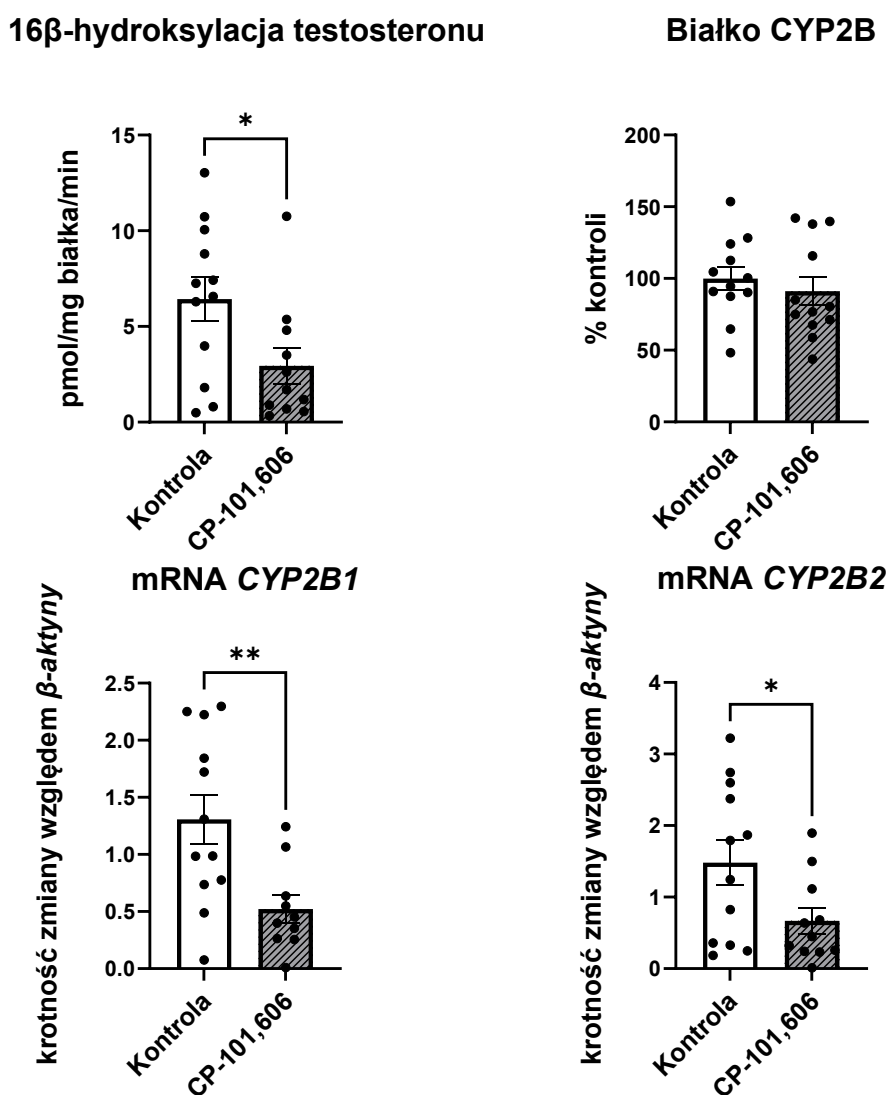 16β-hydroksylacja testosteronu
Białko CYP2B
pmol/mg białka/min
15
10
5
0
*
Kontrola
CP-101,606
% kontroli
200
150
100
50
0
Kontrola
CP-101,606
mRNA CYP2B1
mRNA CYP2B2
krotność zmiany względem β-aktyny
2.5
2.0
1.5
1.0
0.5
0.0
**
Kontrola
CP-101,606
krotność zmiany względem β-aktyny
4
3
2
1
0
*
Kontrola
CP-101,606